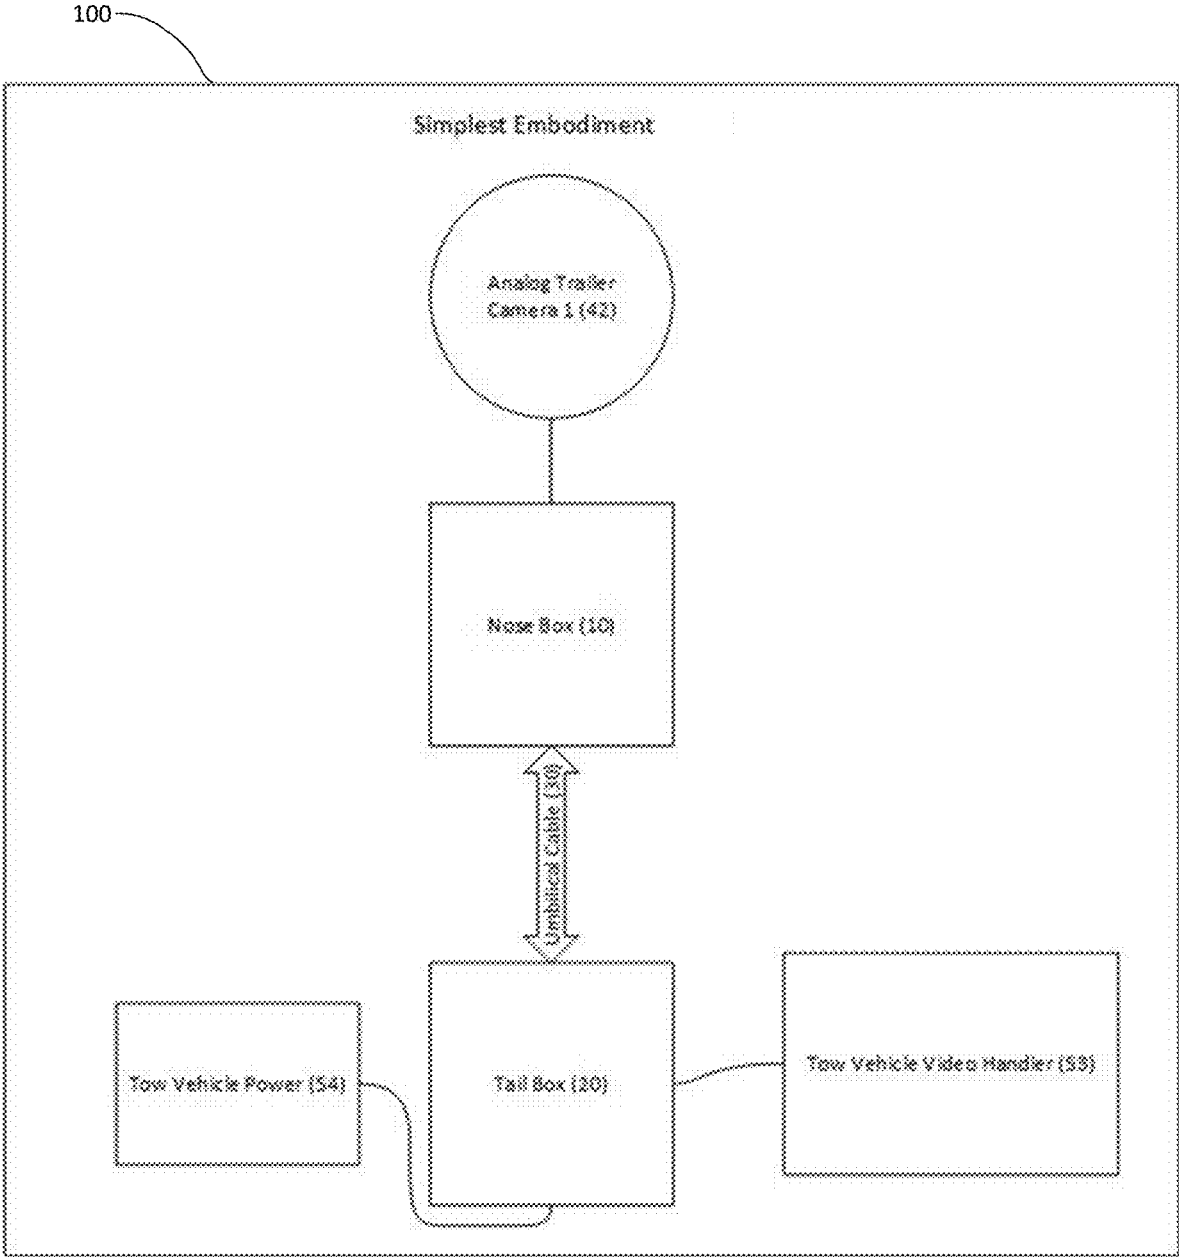 100
Simplest Embodiment
Analog Trailer
Camera 1 (42)
Nose Box (10)
Umbilical Cable (30)
Tow Vehicle Power (54)
Tail Box (20)
Tow Vehicle Video Handler (53)